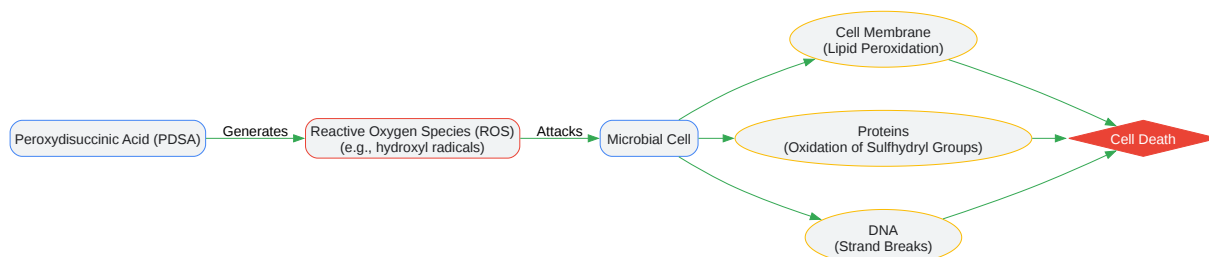 Peroxydisuccinic Acid (PDSA)
Generates
Reactive Oxygen Species (ROS)
(e.g., hydroxyl radicals)
Attacks
Microbial Cell
Cell Membrane
(Lipid Peroxidation)
Proteins
(Oxidation of Sulfhydryl Groups)
DNA
(Strand Breaks)
Cell Death